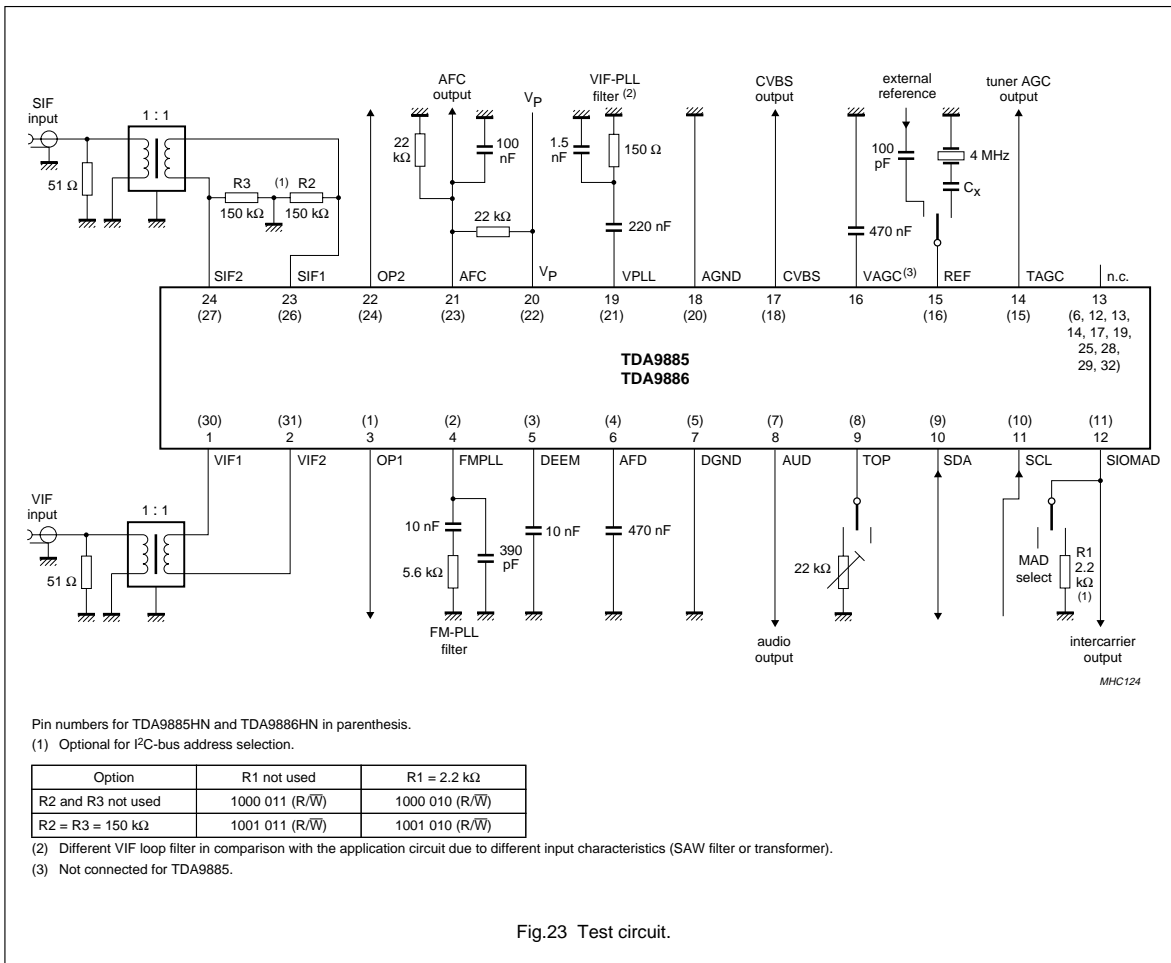 SIF
input
1 : 1
51 Ω
R3
150 kΩ
(1)
R2
150 kΩ
AFC
output
22
kΩ
100
nF
22 kΩ
VP
VIF-PLL
filter (2)
1.5
nF
150 Ω
220 nF
CVBS
output
470 nF
external
reference
100
pF
4 MHz
CX
tuner AGC
output
SIF2
SIF1
OP2
AFC
VP
VPLL
AGND
CVBS
VAGC(3)
REF
TAGC
n.c.
24
23
22
21
20
19
18
17
16
15
14
13
(27)
(26)
(24)
(23)
(22)
(21)
(20)
(18)
(16)
(15)
(6, 12, 13,
14, 17, 19,
25, 28,
29, 32)
TDA9885
TDA9886
(30)
(31)
(1)
(2)
(3)
(4)
(5)
(7)
(8)
(9)
(10)
(11)
1
2
3
4
5
6
7
8
9
10
11
12
VIF1
VIF2
OP1
FMPLL
DEEM
AFD
DGND
AUD
TOP
SDA
SCL
SIOMAD
VIF
input
1 : 1
51 Ω
10 nF
5.6 kΩ
390
pF
FM-PLL
filter
10 nF
470 nF
audio
output
22 kΩ
MAD
select
R1
2.2
kΩ
(1)
intercarrier
output
MHC124
Pin numbers for TDA9885HN and TDA9886HN in parenthesis.
(1) Optional for I2C-bus address selection.
Option R1 not used R1 = 2.2 kΩ
R2 and R3 not used 1000 011 (R/W̅) 1000 010 (R/W̅)
R2 = R3 = 150 kΩ 1001 011 (R/W̅) 1001 010 (R/W̅)
(2) Different VIF loop filter in comparison with the application circuit due to different input characteristics (SAW filter or transformer).
(3) Not connected for TDA9885.
Fig.23 Test circuit.